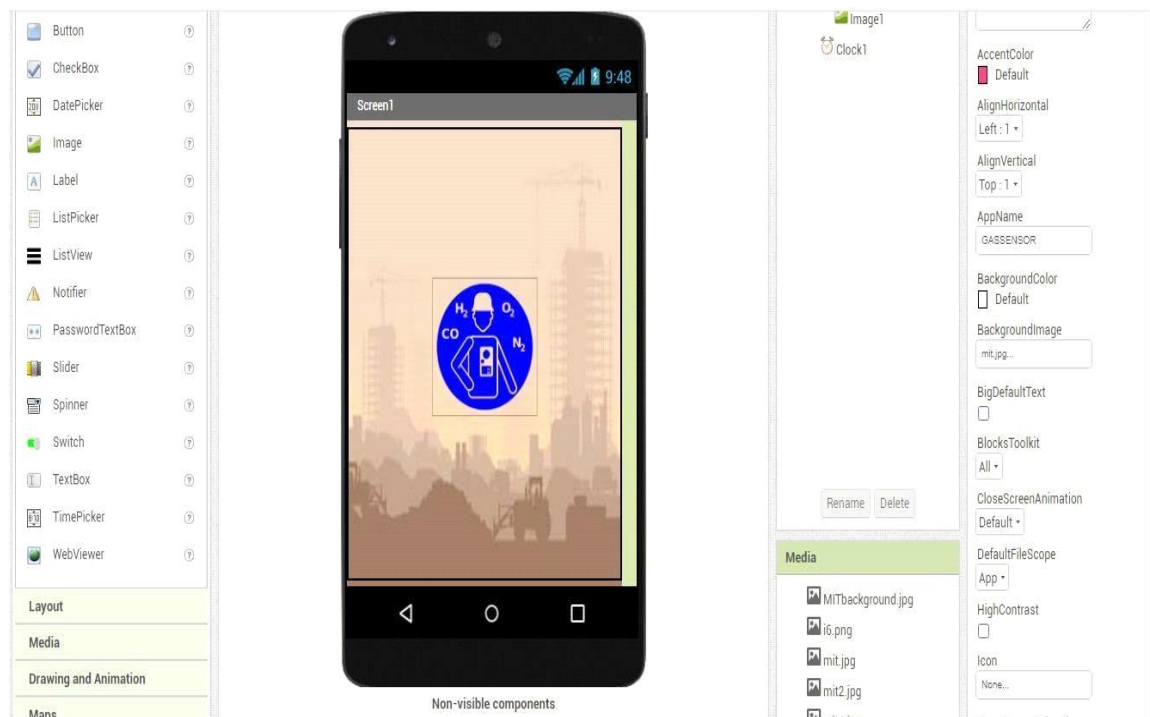 Button
CheckBox
DatePicker
Image
Label
ListPicker
ListView
Notifier
PasswordTextBox
Slider
Spinner
Switch
TextBox
TimePicker
WebViewer
Layout
Media
Drawing and Animation
Maps
9:48
Screen1
H2
O2
CO
N2
Non-visible components
Image1
Clock1
Rename Delete
Media
MITbackground.jpg
i6.png
mit.jpg
mit2.jpg
AccentColor
Default
AlignHorizontal
Left : 1
AlignVertical
Top : 1
AppName
GASSENSOR
BackgroundColor
Default
BackgroundImage
mit.jpg...
BigDefaultText
BlocksToolkit
All
CloseScreenAnimation
Default
DefaultFileScope
App
HighContrast
Icon
None...